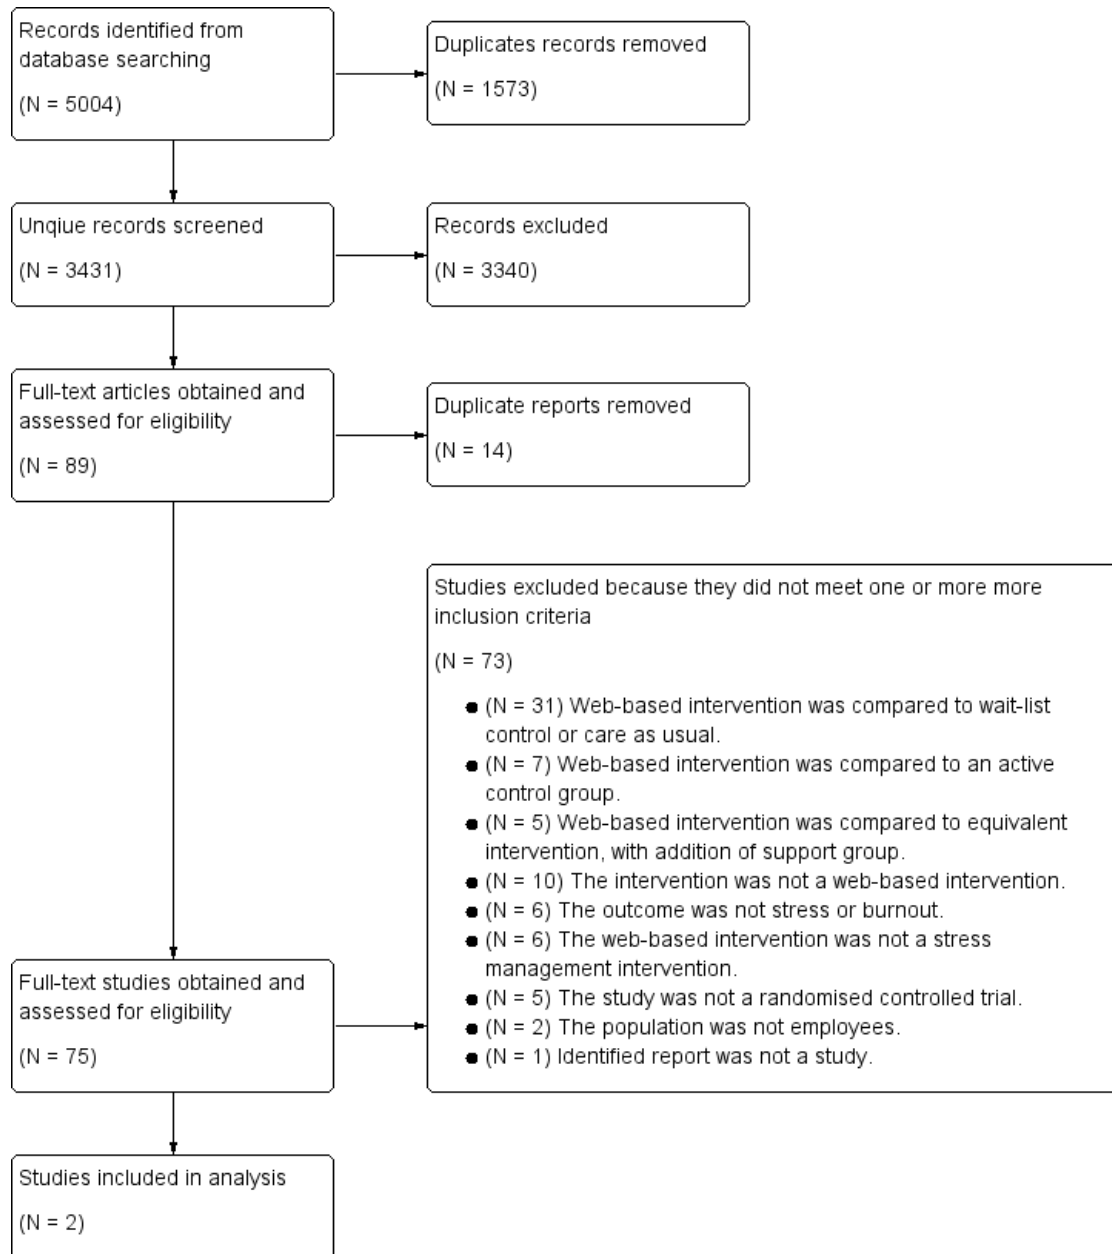 Records identified from
database searching
(N = 5004)
Duplicates records removed
(N = 1573)
Unqiue records screened
(N = 3431)
Records excluded
(N = 3340)
Full-text articles obtained and
assessed for eligibility
(N = 89)
Duplicate reports removed
(N = 14)
Studies excluded because they did not meet one or more more
inclusion criteria
(N = 73)
● (N = 31) Web-based intervention was compared to wait-list
control or care as usual.
● (N = 7) Web-based intervention was compared to an active
control group.
● (N = 5) Web-based intervention was compared to equivalent
intervention, with addition of support group.
● (N = 10) The intervention was not a web-based intervention.
● (N = 6) The outcome was not stress or burnout.
● (N = 6) The web-based intervention was not a stress
management intervention.
● (N = 5) The study was not a randomised controlled trial.
● (N = 2) The population was not employees.
● (N = 1) Identified report was not a study.
Full-text studies obtained and
assessed for eligibility
(N = 75)
Studies included in analysis
(N = 2)